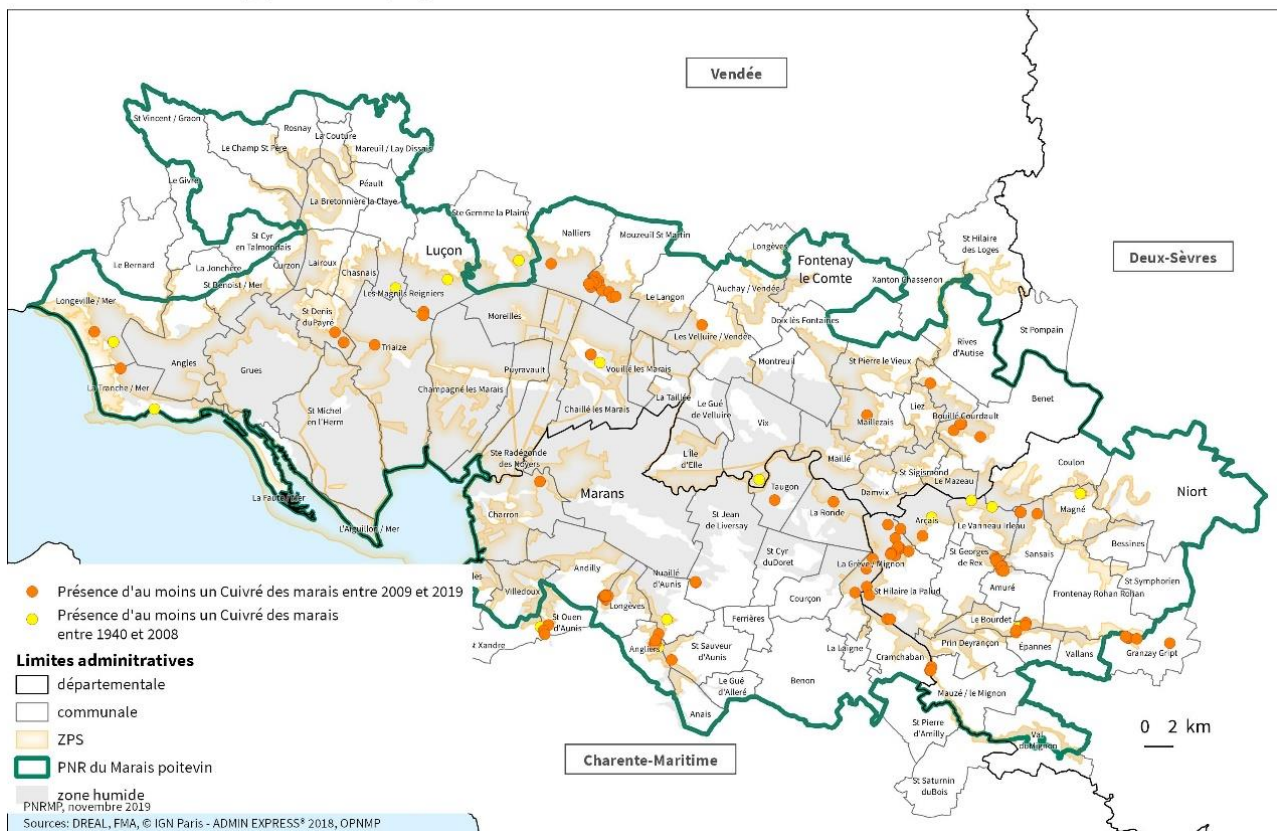 Vendée
St Vincent / Graon
Rosnay
La Couture
Le Champ St Père
Mareuil / Lay Dissais
Le Givre
Péault
La Bretonnière la Claye
Ste Gemme la Plaine
St Hilaire
des Loges
Deux-Sèvres
St Cyr
en Talmondais
Luçon
Nalliers
Mouzeuil St Martin
Longèves
Fontenay
le Comte
Le Bernard
La Jonchère
Curzon
Lairoux
Chasnais
Xanton Chassenon
St Benoist / Mer
Les Magnils Reigniers
Le Langon
Auchay / Vendée
Longeville / Mer
St Denis
du Payré
Moreilles
Doix lès Fontaines
St Pompain
Les Velluire / Vendée
Rives
d'Autise
Triaize
Montreuil
St Pierre le Vieux
Angles
Grues
Puyravault
Vouillé les Marais
La Tranche / Mer
Champagné les Marais
La Taillée
Liez
Benet
St Michel
en l'Herm
Chaillé les Marais
Le Gué
de Velluire
Vix
Maillezais
Bouillé Courdault
Ste Radégonde
des Noyers
L'Île
d'Elle
Maillé
St Sigismond
Coulon
La Faute / Mer
Marans
Taugon
Damvix
Le Mazeau
Niort
L'Aiguillon / Mer
Charron
St Jean
de Liversay
La Ronde
Arçais
Le Vanneau Irleau
Magné
Bessines
Andilly
Nuaillé
d'Aunis
St Cyr
du Doret
La Grève / Mignon
St Georges
de Rex
Sansais
Villedoux
Longèves
Courçon
St Hilaire la Palud
Amuré
St Symphorien
Frontenay Rohan Rohan
St Ouen
d'Aunis
Ferrières
Le Bourdet
t Xandre
Angliers
St Sauveur
d'Aunis
La Laigne
Cramchaban
Prin Deyrançon
Épannes
Vallans
Granzay Gript
Le Gué
d'Alleré
Benon
Mauzé / le Mignon
Anais
St Pierre
d'Amilly
Val
du Mignon
0 2 km
Charente-Maritime
St Saturnin
du Bois
Présence d'au moins un Cuivré des marais entre 2009 et 2019
Présence d'au moins un Cuivré des marais
entre 1940 et 2008
Limites adminitratives
départementale
communale
ZPS
PNR du Marais poitevin
zone humide
PNRMP, novembre 2019
Sources: DREAL, FMA, © IGN Paris - ADMIN EXPRESS® 2018, OPNMP